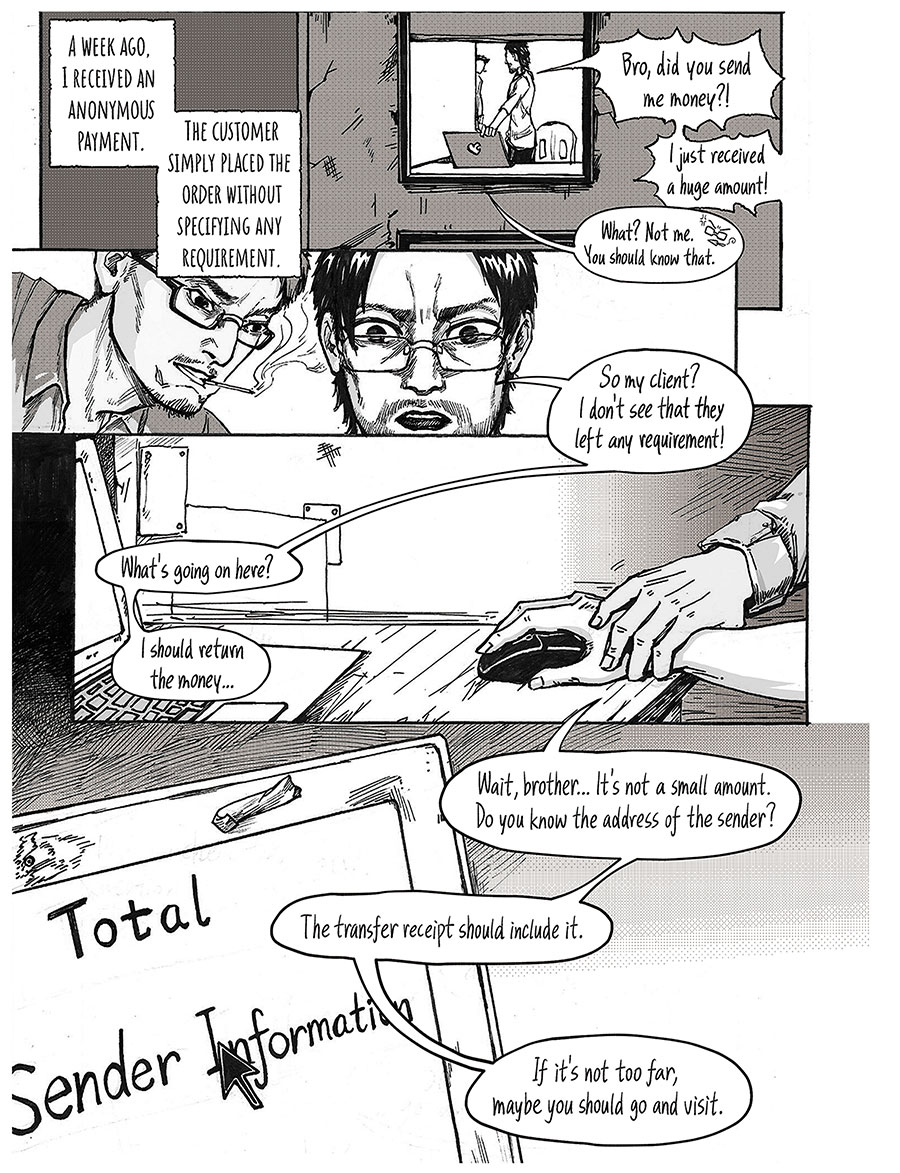 A WEEK AGO,
I RECEIVED AN
ANONYMOUS
PAYMENT.
THE CUSTOMER
SIMPLY PLACED THE
ORDER WITHOUT
SPECIFYING ANY
REQUIREMENT.
Bro, did you send
me money?!
I just received
a huge amount!
What? Not me.
You should know that.
So my client?
I don't see that they
left any requirement!
What's going on here?
I should return
the money...
Wait, brother... It's not a small amount.
Do you know the address of the sender?
Total
The transfer receipt should include it.
Sender Information
If it's not too far,
maybe you should go and visit.